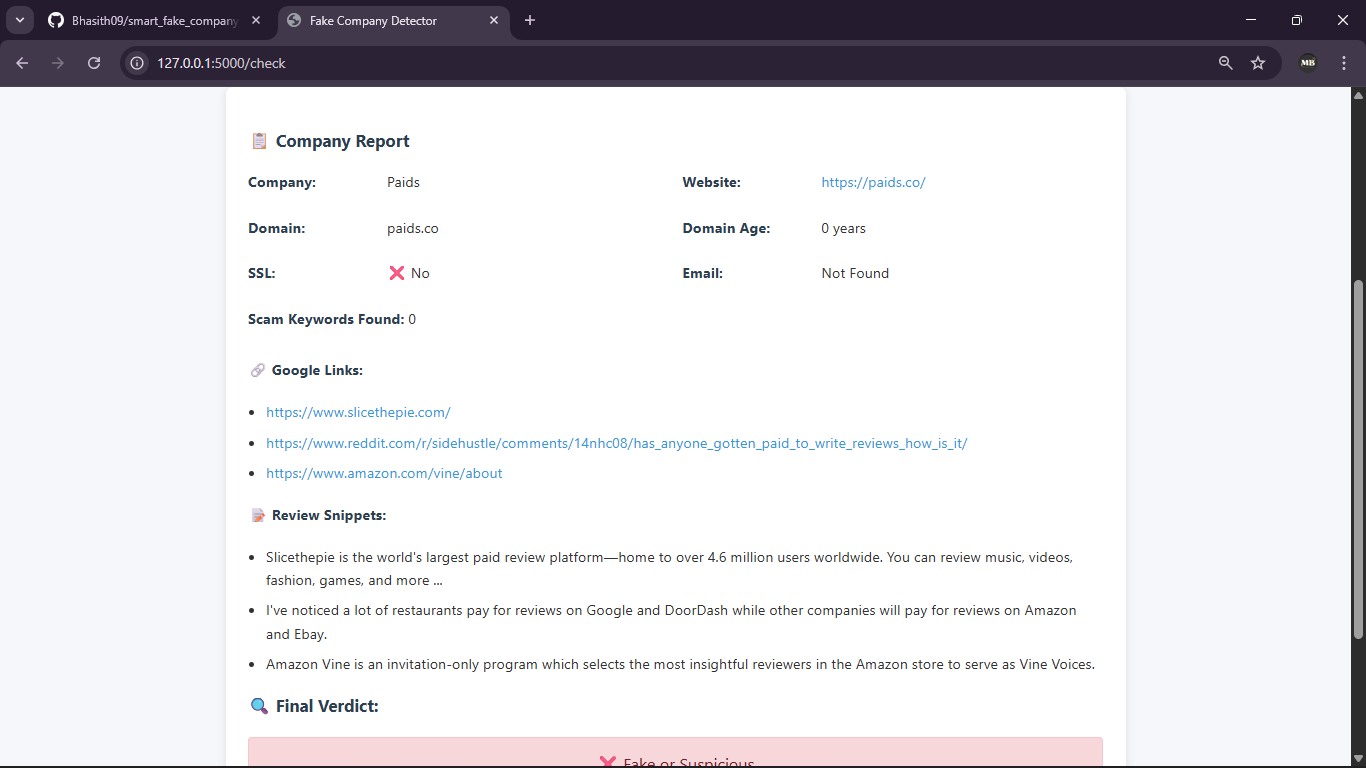 Bhasith09/smart_fake_company
Fake Company Detector
127.0.0.1:5000/check
MB
Company Report
Company: Paids Website: https://paids.co/
Domain: paids.co Domain Age: 0 years
SSL: ❌ No Email: Not Found
Scam Keywords Found: 0
Google Links:
https://www.slicethepie.com/
https://www.reddit.com/r/sidehustle/comments/14nhc08/has_anyone_gotten_paid_to_write_reviews_how_is_it/
https://www.amazon.com/vine/about
Review Snippets:
Slicethepie is the world's largest paid review platform—home to over 4.6 million users worldwide. You can review music, videos,
fashion, games, and more ...
I've noticed a lot of restaurants pay for reviews on Google and DoorDash while other companies will pay for reviews on Amazon
and Ebay.
Amazon Vine is an invitation-only program which selects the most insightful reviewers in the Amazon store to serve as Vine Voices.
Final Verdict:
❌ Fake or Suspicious